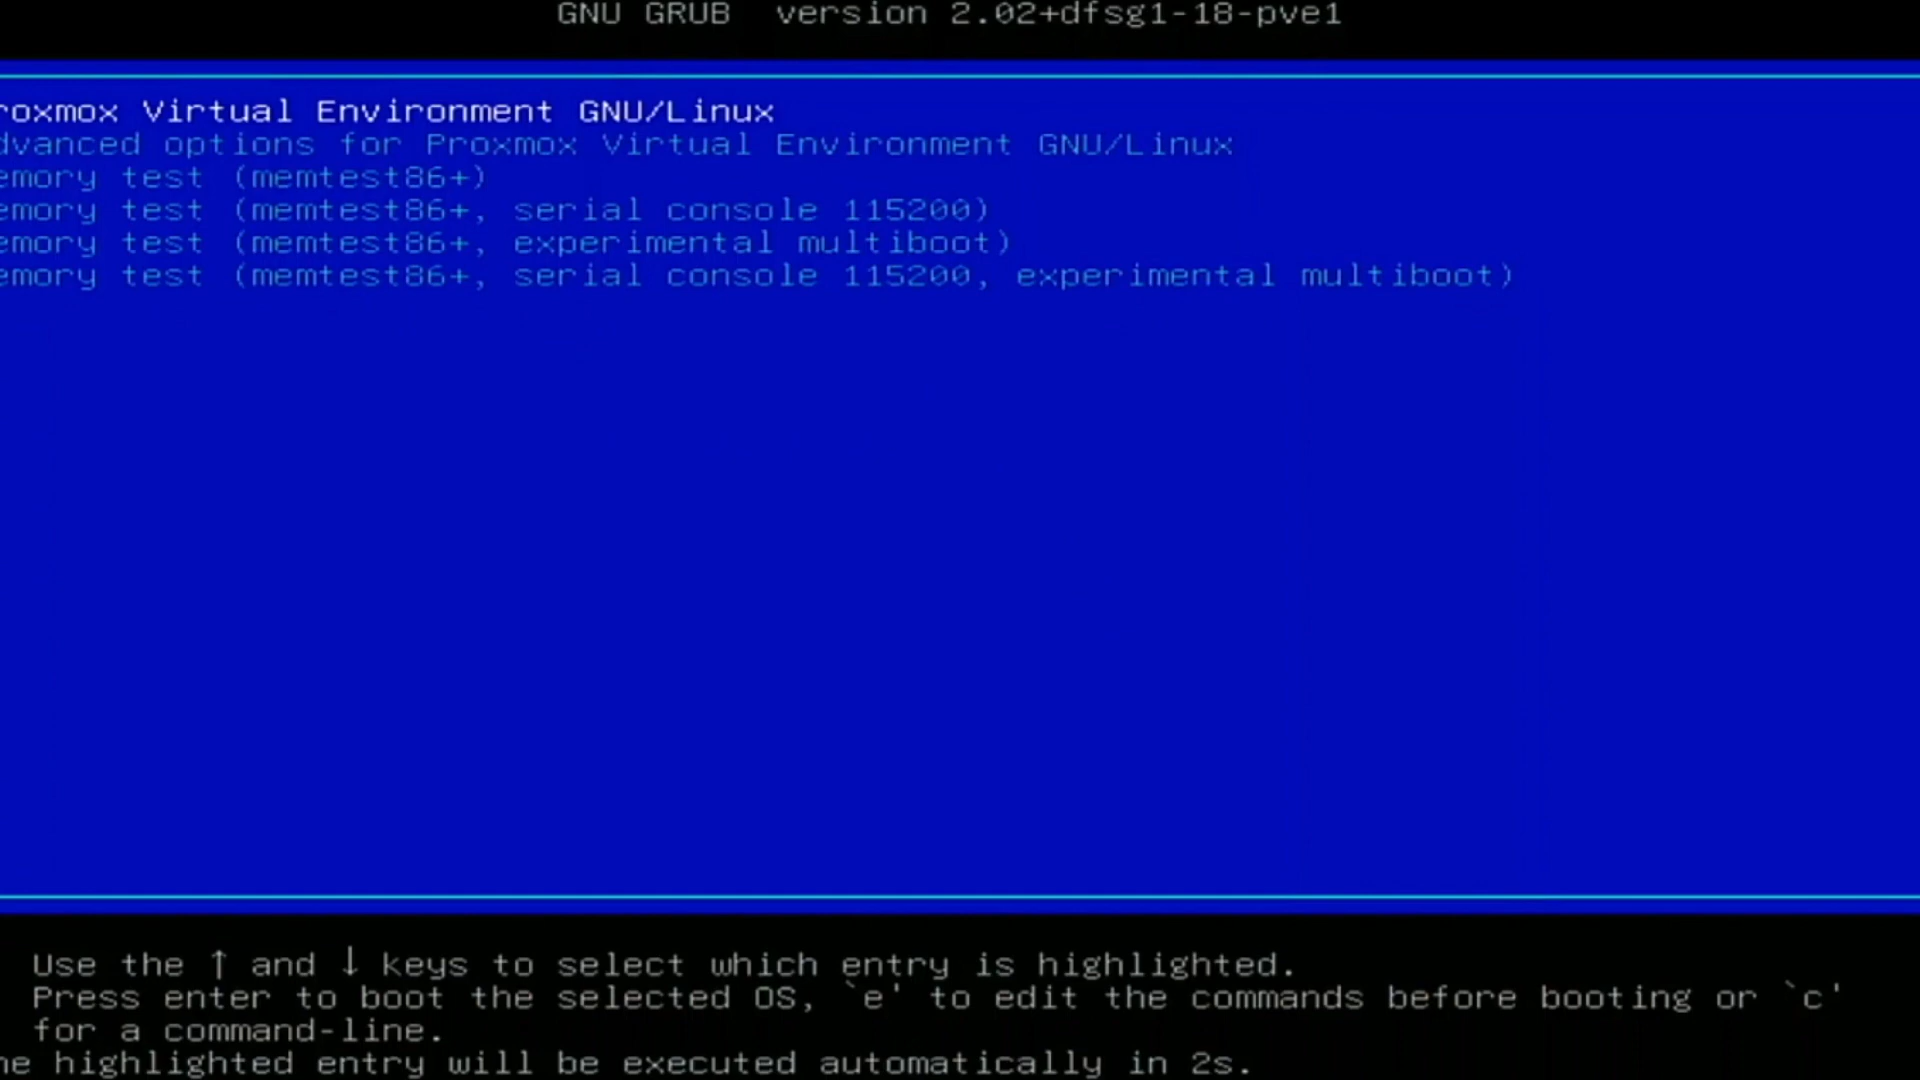 GNU GRUB version 2.02+dfsg1-18-pve1
roxmox Virtual Environment GNU/Linux
dvanced options for Proxmox Virtual Environment GNU/Linux
emory test (memtest86+)
emory test (memtest86+, serial console 115200)
emory test (memtest86+, experimental multiboot)
emory test (memtest86+, serial console 115200, experimental multiboot)
Use the ↑ and ↓ keys to select which entry is highlighted.
Press enter to boot the selected OS, `e' to edit the commands before booting or `c'
for a command-line.
he highlighted entry will be executed automatically in 2s.